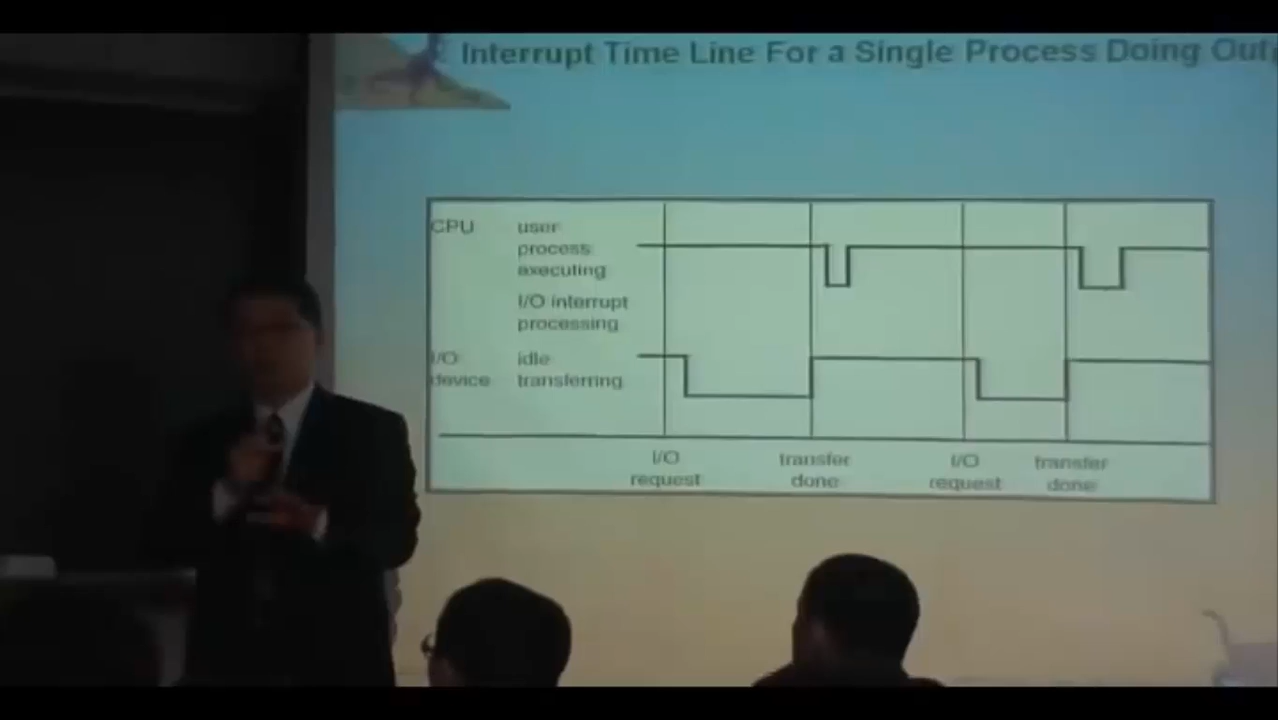 Interrupt Time Line For a Single Process Doing Out
CPU user
process
executing
I/O interrupt
processing
I/O idle
device transferring
I/O transfer I/O transfer
request done request done